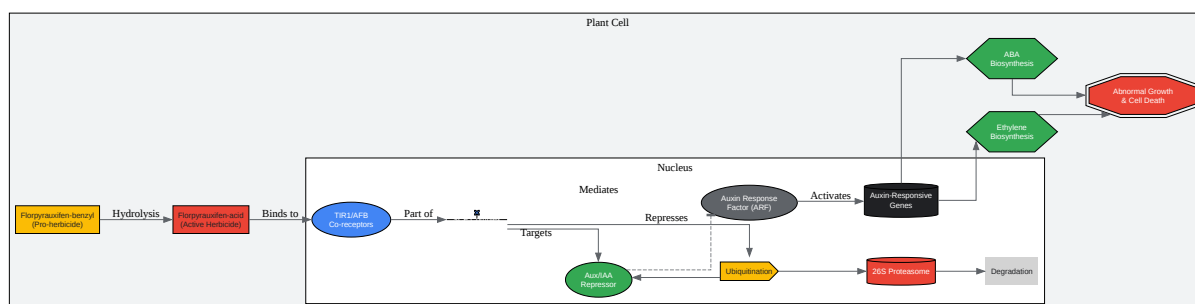 Plant Cell
ABA
Biosynthesis
Abnormal Growth
& Cell Death
Ethylene
Biosynthesis
Nucleus
Mediates
Auxin Response
Factor (ARF)
Activates
Auxin-Responsive
Genes
Florpyrauxifen-benzyl
(Pro-herbicide)
Hydrolysis
Florpyrauxifen-acid
(Active Herbicide)
Binds to
TIR1/AFB
Co-receptors
Part of
Represses
Targets
Aux/IAA
Repressor
Ubiquitination
26S Proteasome
Degradation